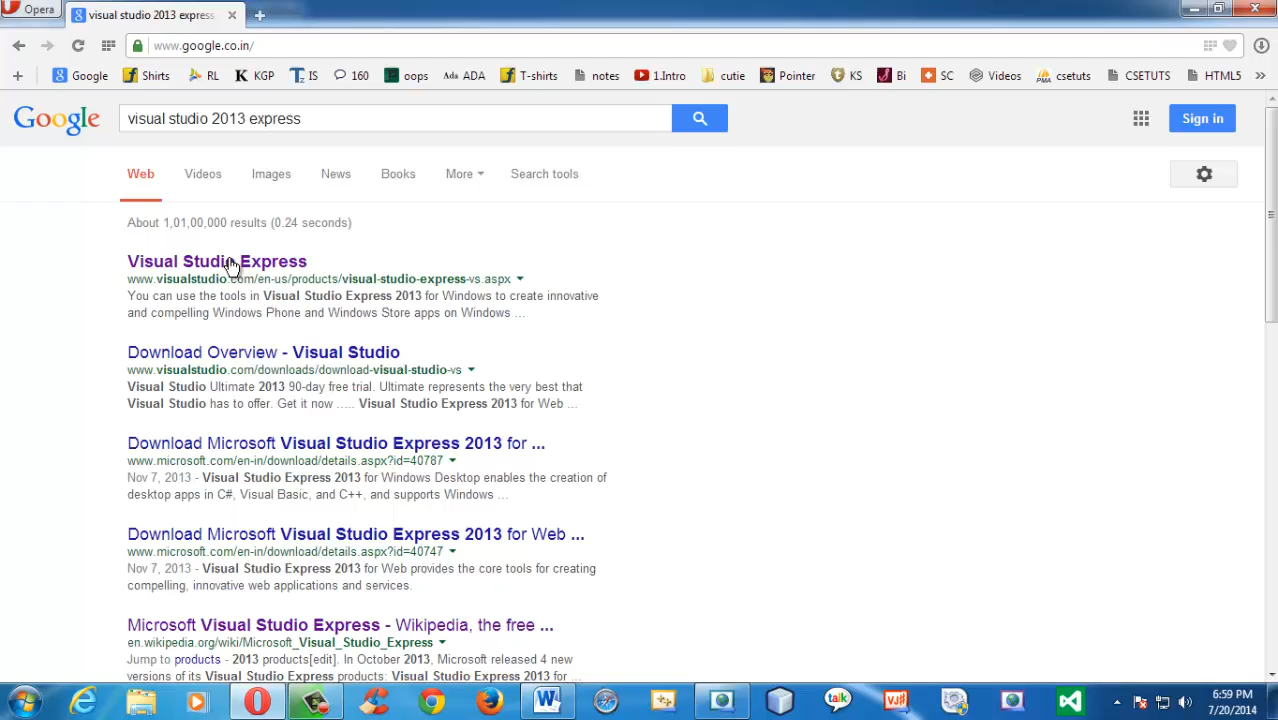 Opera
visual studio 2013 express
www.google.co.in/
Google Shirts RL KGP IS 160 oops ADA T-shirts notes 1.Intro cutie Pointer KS Bi SC Videos csetuts CSETUTS HTML5 »
Google
visual studio 2013 express
Sign in
Web Videos Images News Books More Search tools
About 1,01,00,000 results (0.24 seconds)
Visual Studio Express
www.visualstudio.com/en-us/products/visual-studio-express-vs.aspx
You can use the tools in Visual Studio Express 2013 for Windows to create innovative
and compelling Windows Phone and Windows Store apps on Windows ...
Download Overview - Visual Studio
www.visualstudio.com/downloads/download-visual-studio-vs
Visual Studio Ultimate 2013 90-day free trial. Ultimate represents the very best that
Visual Studio has to offer. Get it now ..... Visual Studio Express 2013 for Web ...
Download Microsoft Visual Studio Express 2013 for ...
www.microsoft.com/en-in/download/details.aspx?id=40787
Nov 7, 2013 - Visual Studio Express 2013 for Windows Desktop enables the creation of
desktop apps in C#, Visual Basic, and C++, and supports Windows ...
Download Microsoft Visual Studio Express 2013 for Web ...
www.microsoft.com/en-in/download/details.aspx?id=40747
Nov 7, 2013 - Visual Studio Express 2013 for Web provides the core tools for creating
compelling, innovative web applications and services.
Microsoft Visual Studio Express - Wikipedia, the free ...
en.wikipedia.org/wiki/Microsoft_Visual_Studio_Express
Jump to products - 2013 products[edit]. In October 2013, Microsoft released 4 new
versions of its Visual Studio Express products: Visual Studio Express 2013 for ...
talk
6:59 PM
7/20/2014